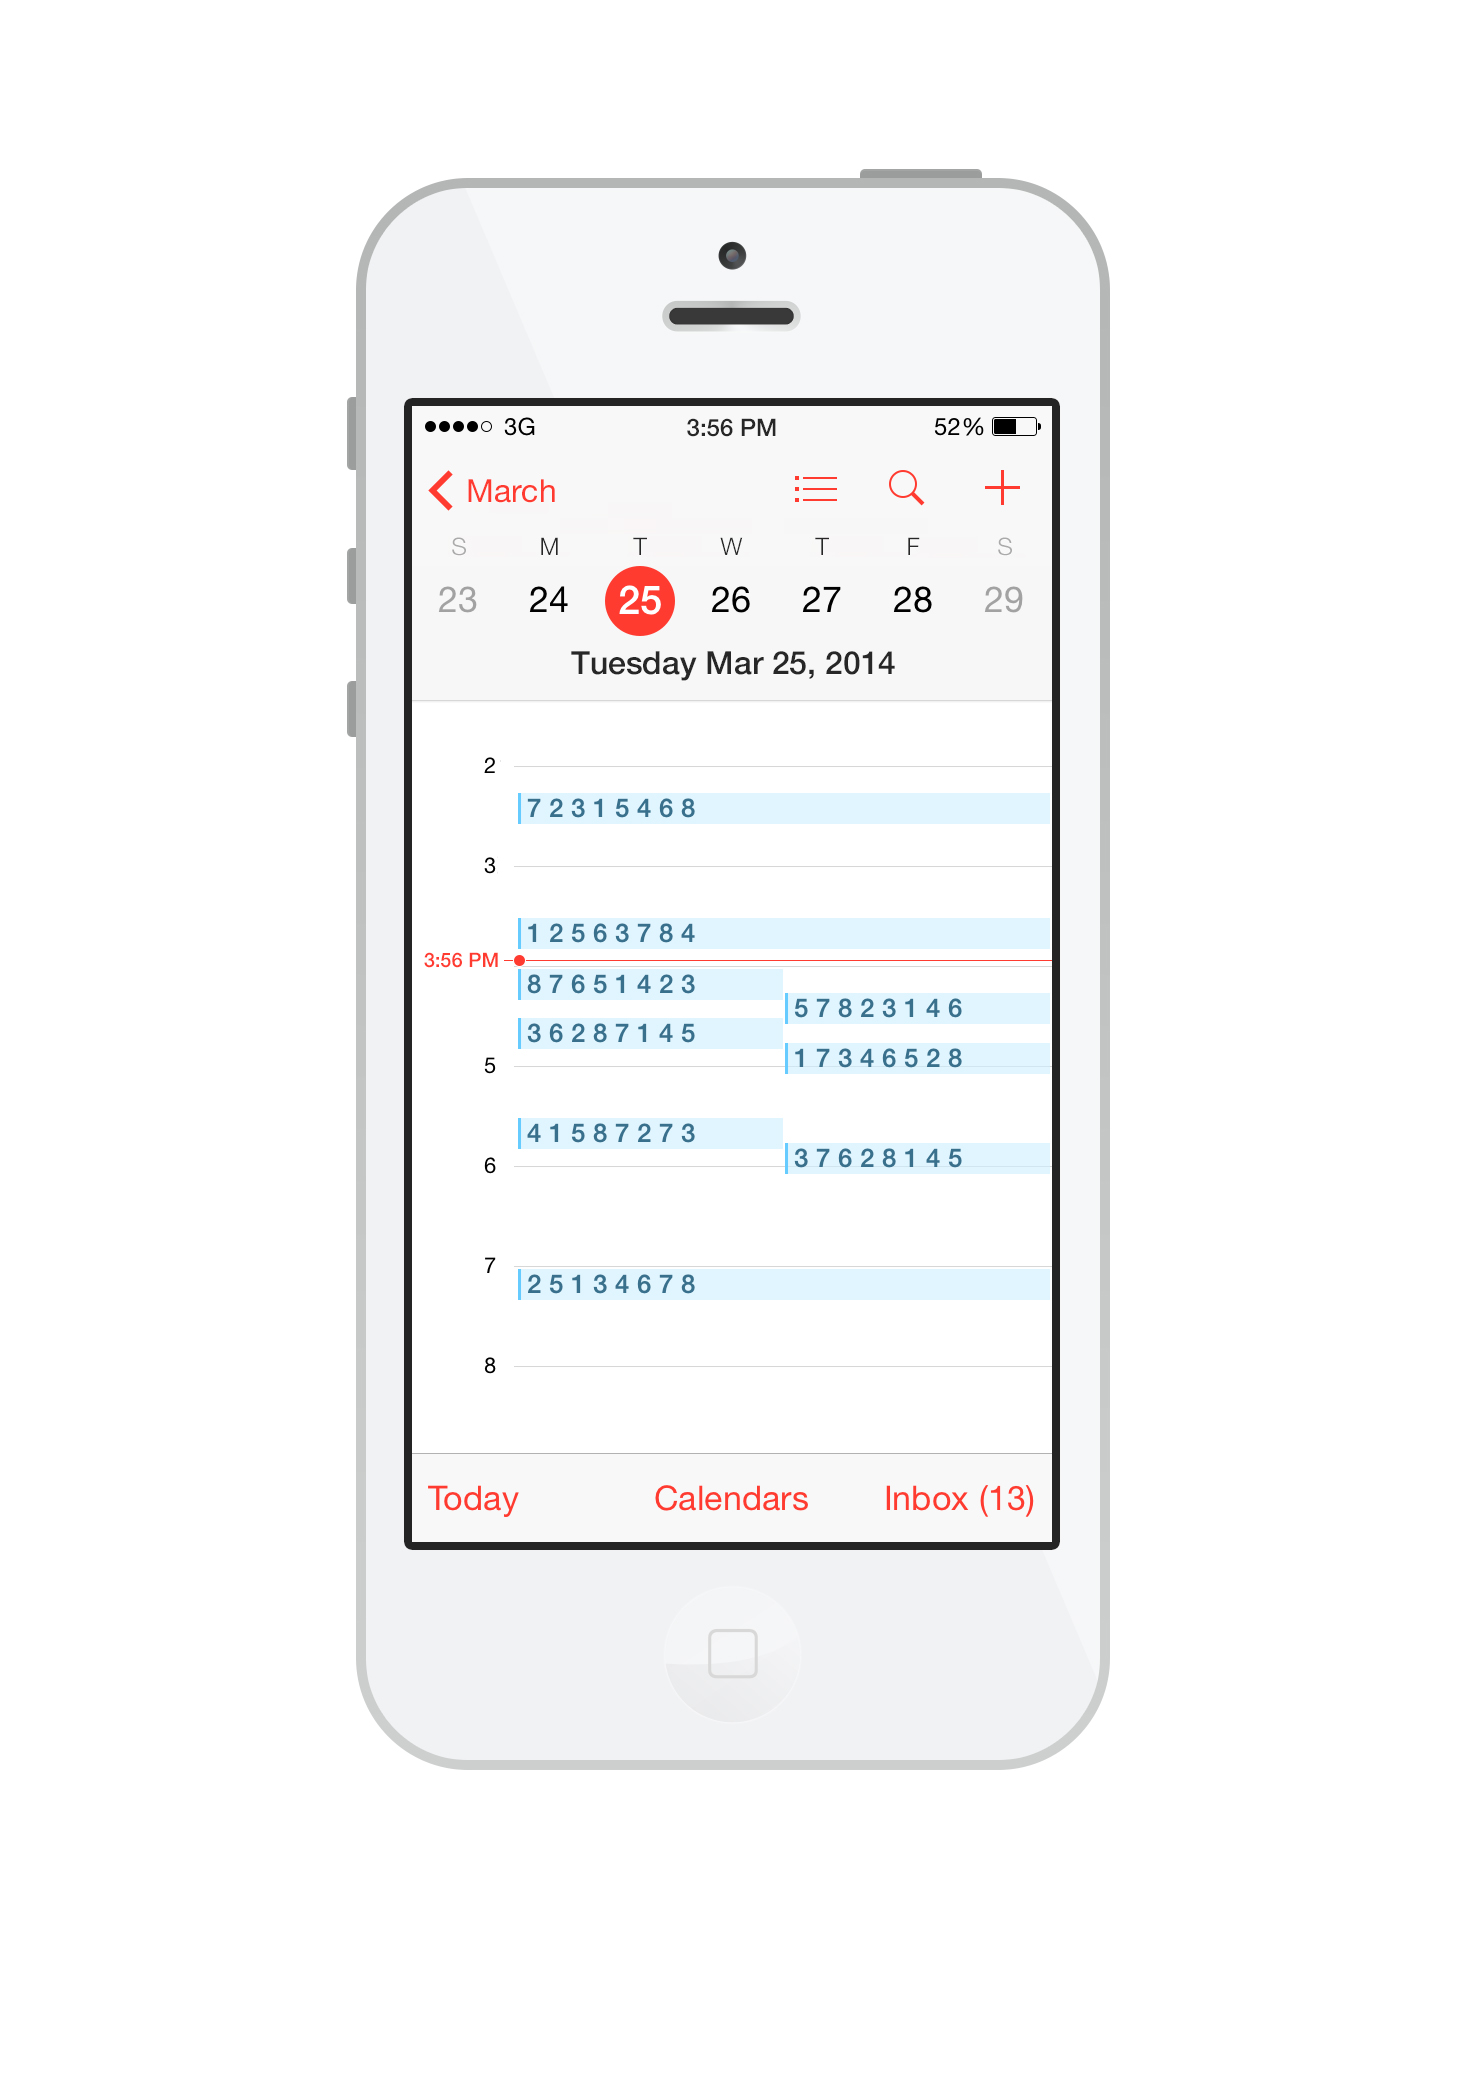 3G 3:56 PM 52%
March
S M T W T F S
23 24 25 26 27 28 29
Tuesday Mar 25, 2014
2
7 2 3 1 5 4 6 8
3
1 2 5 6 3 7 8 4
3:56 PM
8 7 6 5 1 4 2 3
5 7 8 2 3 1 4 6
3 6 2 8 7 1 4 5
1 7 3 4 6 5 2 8
5
4 1 5 8 7 2 7 3
3 7 6 2 8 1 4 5
6
7
2 5 1 3 4 6 7 8
8
Today Calendars Inbox (13)